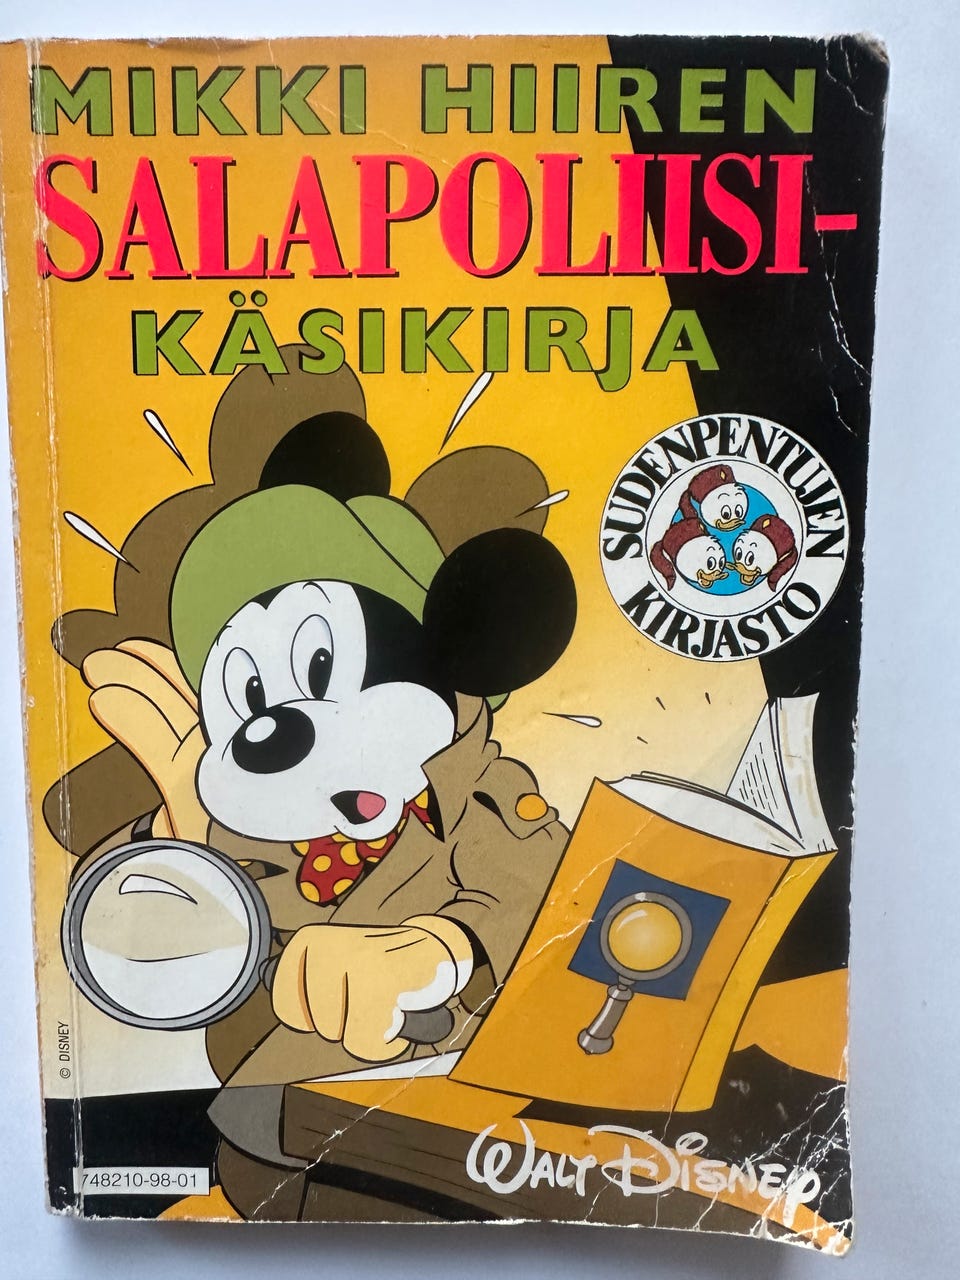 MIKKI HIIREN
SALAPOLIISI-
KÄSIKIRJA
SUDENPENTUJEN
KIRJASTO
© DISNEY
748210-98-01
WALT DISNEY